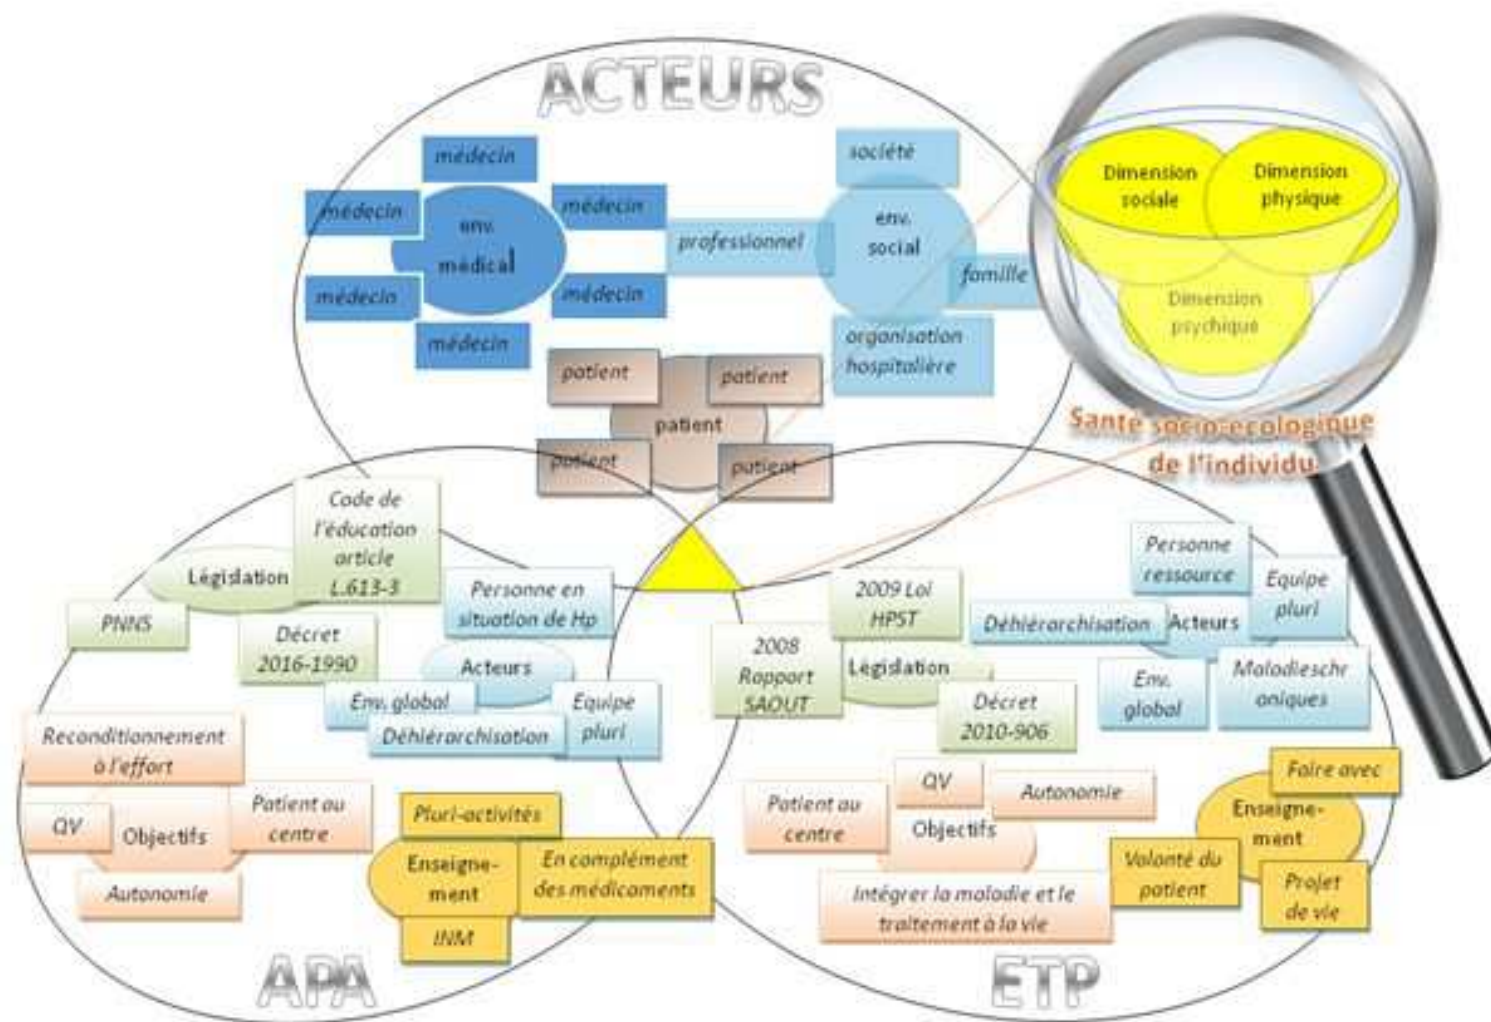 ACTEURS
médecin
médecin
médecin
env.
médical
médecin
médecin
médecin
professionnel
société
env.
social
famille
organisation
hospitalière
patient
patient
patient
patient
patient
Dimension
sociale
Dimension
physique
Dimension
psychique
Santé socio-ecologique
de l'individu
Code de
l'éducation
article
L.613-3
Législation
PNNS
Décret
2016-1990
Personne en
situation de Hp
Acteurs
Env. global
Déhiérarchisation
Equipe
pluri
Reconditionnement
à l'effort
QV
Objectifs
Patient au
centre
Autonomie
Pluri-activités
Enseigne-
ment
En complément
des médicaments
INM
APA
2009 Loi
HPST
2008
Rapport
SAOUT
Législation
Décret
2010-906
Personne
ressource
Equipe
pluri
Déhiérarchisation
Acteurs
Env.
global
Maladieschr
oniques
QV
Autonomie
Patient au
centre
Objectifs
Intégrer la maladie et le
traitement à la vie
Faire avec
Enseigne-
ment
Volonté du
patient
Projet
de vie
ETP